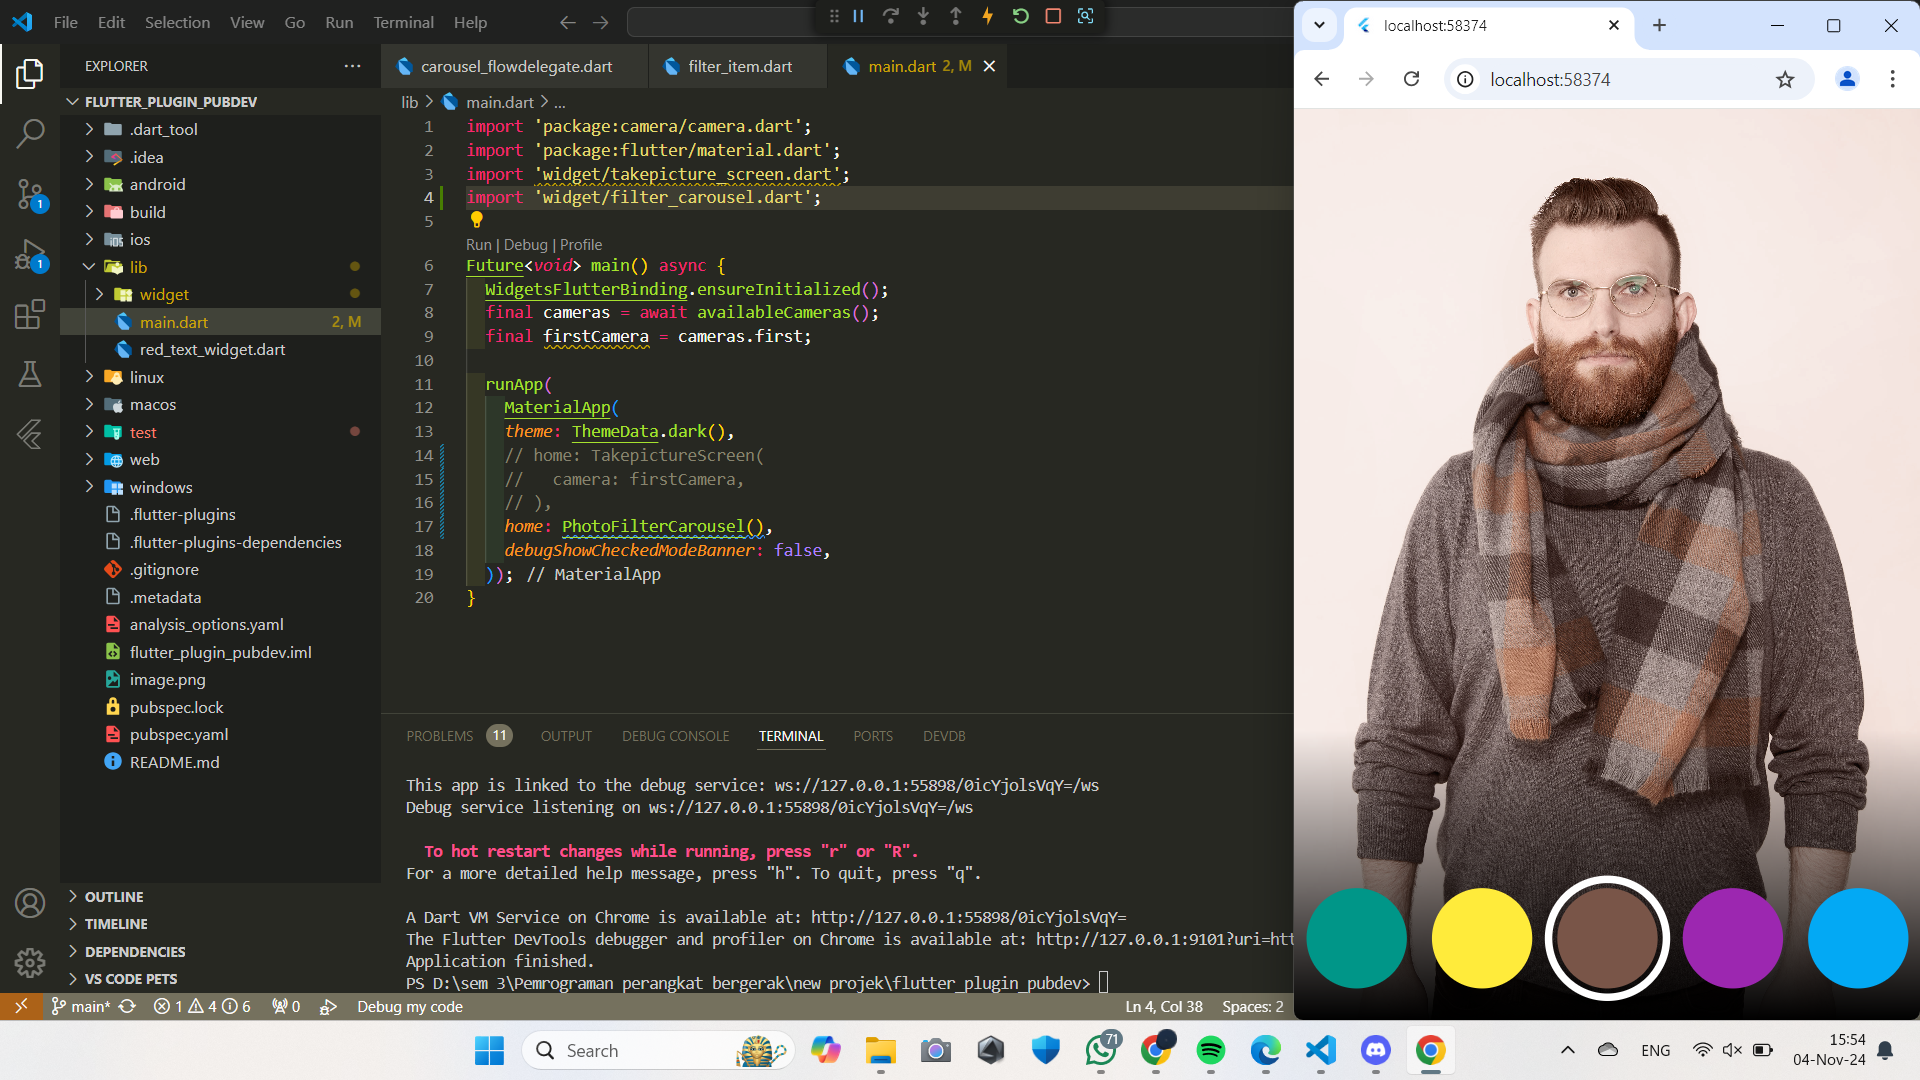 File Edit Selection View Go Run Terminal Help
EXPLORER
FLUTTER_PLUGIN_PUBDEV
.dart_tool
.idea
android
build
ios
lib
widget
main.dart 2, M
red_text_widget.dart
linux
macos
test
web
windows
.flutter-plugins
.flutter-plugins-dependencies
.gitignore
.metadata
analysis_options.yaml
flutter_plugin_pubdev.iml
image.png
pubspec.lock
pubspec.yaml
README.md
OUTLINE
TIMELINE
DEPENDENCIES
VS CODE PETS
1
1
carousel_flowdelegate.dart filter_item.dart main.dart 2, M
lib > main.dart > ...
1 import 'package:camera/camera.dart';
2 import 'package:flutter/material.dart';
3 import 'widget/takepicture_screen.dart';
4 import 'widget/filter_carousel.dart';
5
Run | Debug | Profile
6 Future<void> main() async {
7 WidgetsFlutterBinding.ensureInitialized();
8 final cameras = await availableCameras();
9 final firstCamera = cameras.first;
10
11 runApp(
12 MaterialApp(
13 theme: ThemeData.dark(),
14 // home: TakepictureScreen(
15 //   camera: firstCamera,
16 // ),
17 home: PhotoFilterCarousel(),
18 debugShowCheckedModeBanner: false,
19 )); // MaterialApp
20 }
PROBLEMS 11 OUTPUT DEBUG CONSOLE TERMINAL PORTS DEVDB
This app is linked to the debug service: ws://127.0.0.1:55898/0icYjolsVqY=/ws
Debug service listening on ws://127.0.0.1:55898/0icYjolsVqY=/ws
To hot restart changes while running, press "r" or "R".
For a more detailed help message, press "h". To quit, press "q".
A Dart VM Service on Chrome is available at: http://127.0.0.1:55898/0icYjolsVqY=
The Flutter DevTools debugger and profiler on Chrome is available at: http://127.0.0.1:9101?uri=htt
Application finished.
PS D:\sem 3\Pemrograman perangkat bergerak\new projek\flutter_plugin_pubdev>
main* 1 4 6 0 Debug my code Ln 4, Col 38 Spaces: 2
localhost:58374
localhost:58374
Search
71
ENG
15:54
04-Nov-24